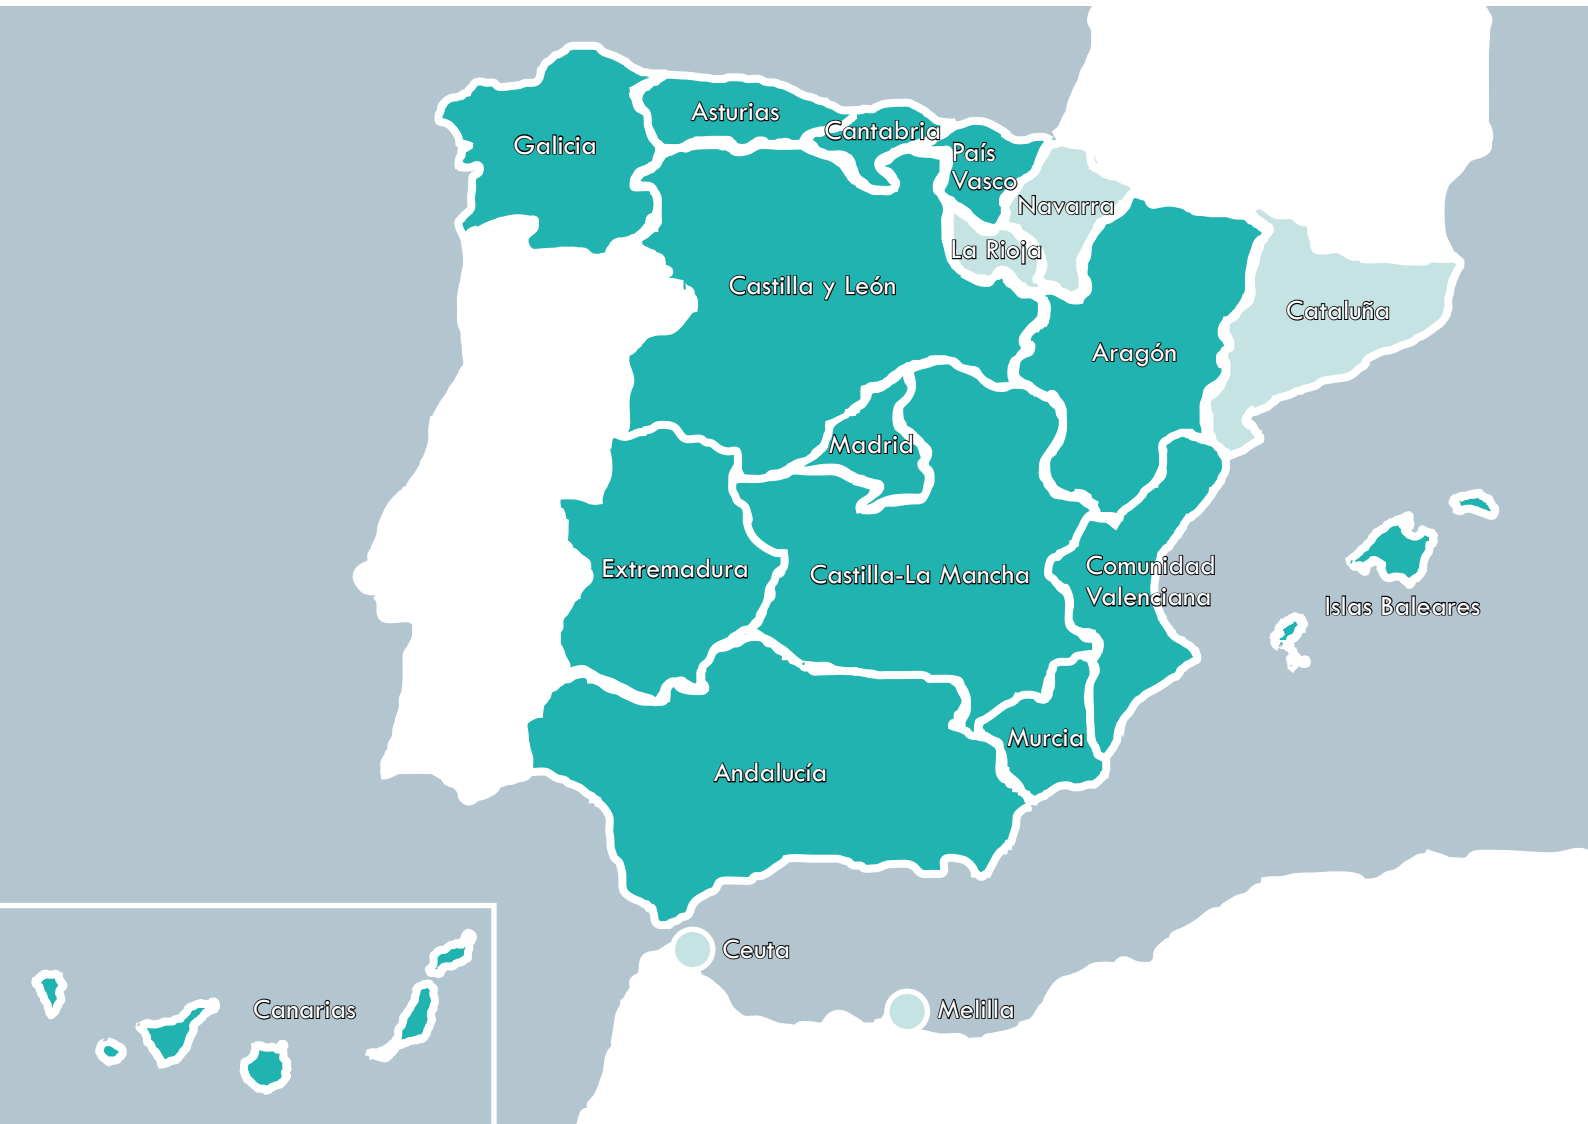 Asturias
Cantabria
Galicia
País
Vasco
Navarra
La Rioja
Castilla y León
Cataluña
Aragón
Madrid
Extremadura
Castilla-La Mancha
Comunidad
Valenciana
Islas Baleares
Murcia
Andalucía
Ceuta
Canarias
Melilla